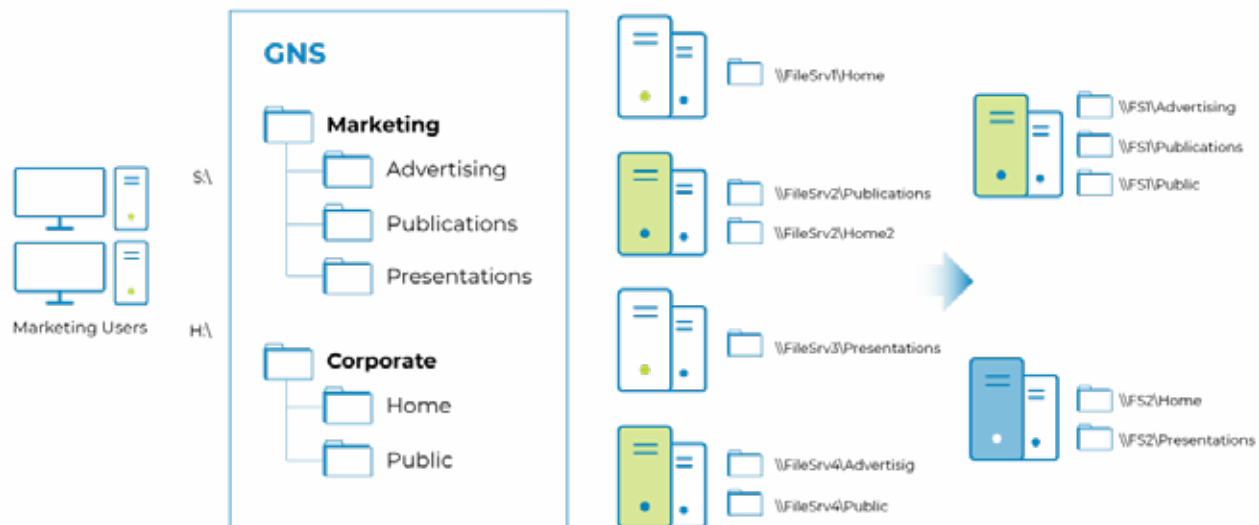 Marketing Users
S:\
H:\
GNS
Marketing
Advertising
Publications
Presentations
Corporate
Home
Public
\\FileSrv1\Home
\\FileSrv2\Publications
\\FileSrv2\Home2
\\FileSrv3\Presentations
\\FileSrv4\Advertisig
\\FileSrv4\Public
\\FS1\Advertising
\\FS1\Publications
\\FS1\Public
\\FS2\Home
\\FS2\Presentations